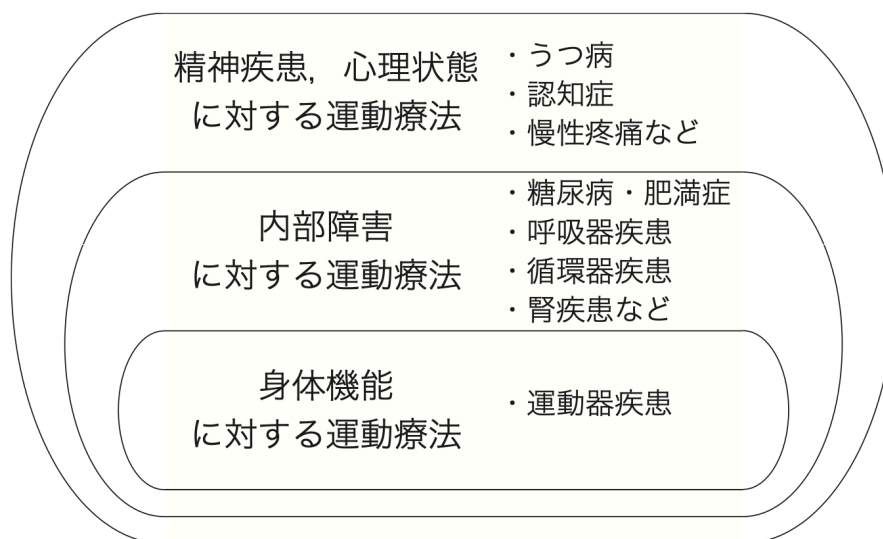 精神疾患，心理状態
に対する運動療法
・うつ病
・認知症
・慢性疼痛など
内部障害
に対する運動療法
・糖尿病・肥満症
・呼吸器疾患
・循環器疾患
・腎疾患など
身体機能
に対する運動療法
・運動器疾患